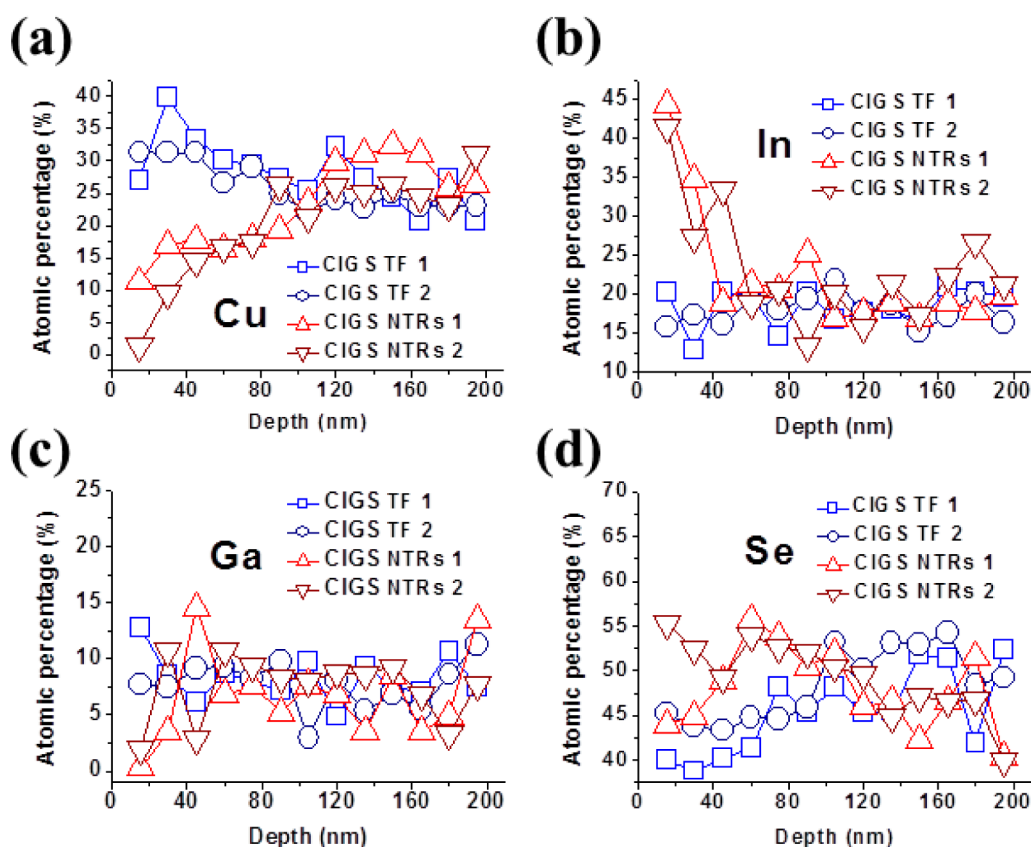 (a)
Atomic percentage (%)
40
35
30
25
20
15
10
5
0
CIGS TF 1
CIGS TF 2
CIGS NTRs 1
CIGS NTRs 2
Cu
0 40 80 120 160 200
Depth (nm)
(b)
Atomic percentage (%)
45
40
35
30
25
20
15
10
In
CIGS TF 1
CIGS TF 2
CIGS NTRs 1
CIGS NTRs 2
0 40 80 120 160 200
Depth (nm)
(c)
Atomic percentage (%)
25
20
15
10
5
0
Ga
CIGS TF 1
CIGS TF 2
CIGS NTRs 1
CIGS NTRs 2
0 40 80 120 160 200
Depth (nm)
(d)
Atomic percentage (%)
70
65
60
55
50
45
40
Se
CIGS TF 1
CIGS TF 2
CIGS NTRs 1
CIGS NTRs 2
0 40 80 120 160 200
Depth (nm)